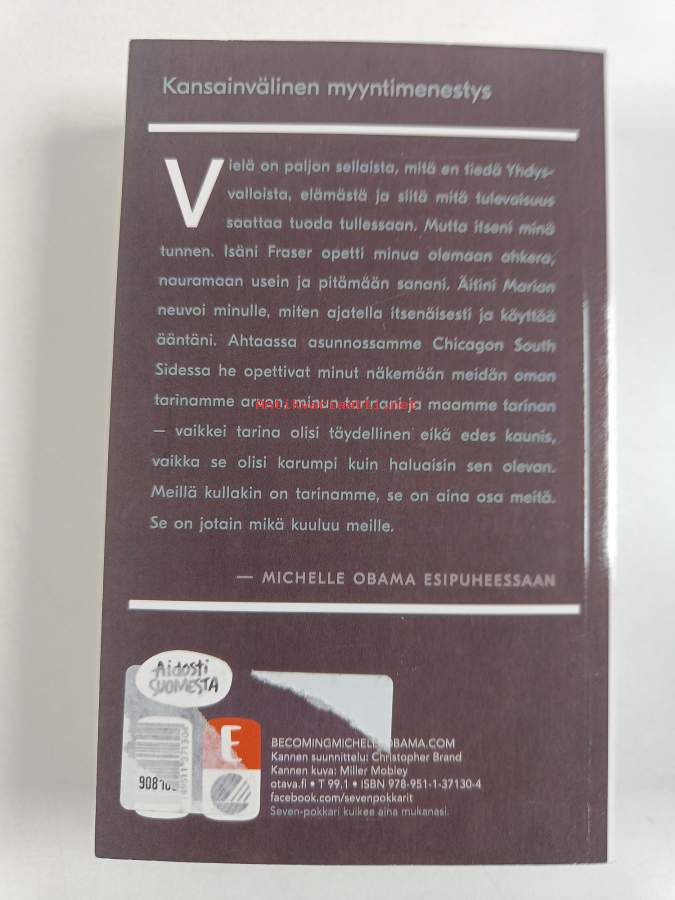 Kansainvälinen myyntimenestys
Vielä on paljon sellaista, mitä en tiedä Yhdys-
valloista, elämästä ja siitä mitä tulevaisuus
saattaa tuoda tullessaan. Mutta itseni minä
tunnen. Isäni Fraser opetti minua olemaan ahkera,
nauramaan usein ja pitämään sanani. Äitini Marian
neuvoi minulle, miten ajatella itsenäisesti ja käyttää
ääntäni. Ahtaassa asunnossamme Chicagon South
Sidessa he opettivat minut näkemään meidän oman
tarinamme arvon, minun tarinani ja maamme tarinan
– vaikkei tarina olisi täydellinen eikä edes kaunis,
vaikka se olisi karumpi kuin haluaisin sen olevan.
Meillä kullakin on tarinamme, se on aina osa meitä.
Se on jotain mikä kuuluu meille.
— MICHELLE OBAMA ESIPUHEESSAAN
Aidosti
SUOMESTA
E
BECOMINGMICHELLEOBAMA.COM
Kannen suunnittelu: Christopher Brand
Kannen kuva: Miller Mobley
otava.fi • T 99.1 • ISBN 978-951-1-37130-4
facebook.com/sevenpokkarit
Seven-pokkari kulkee aina mukanasi.